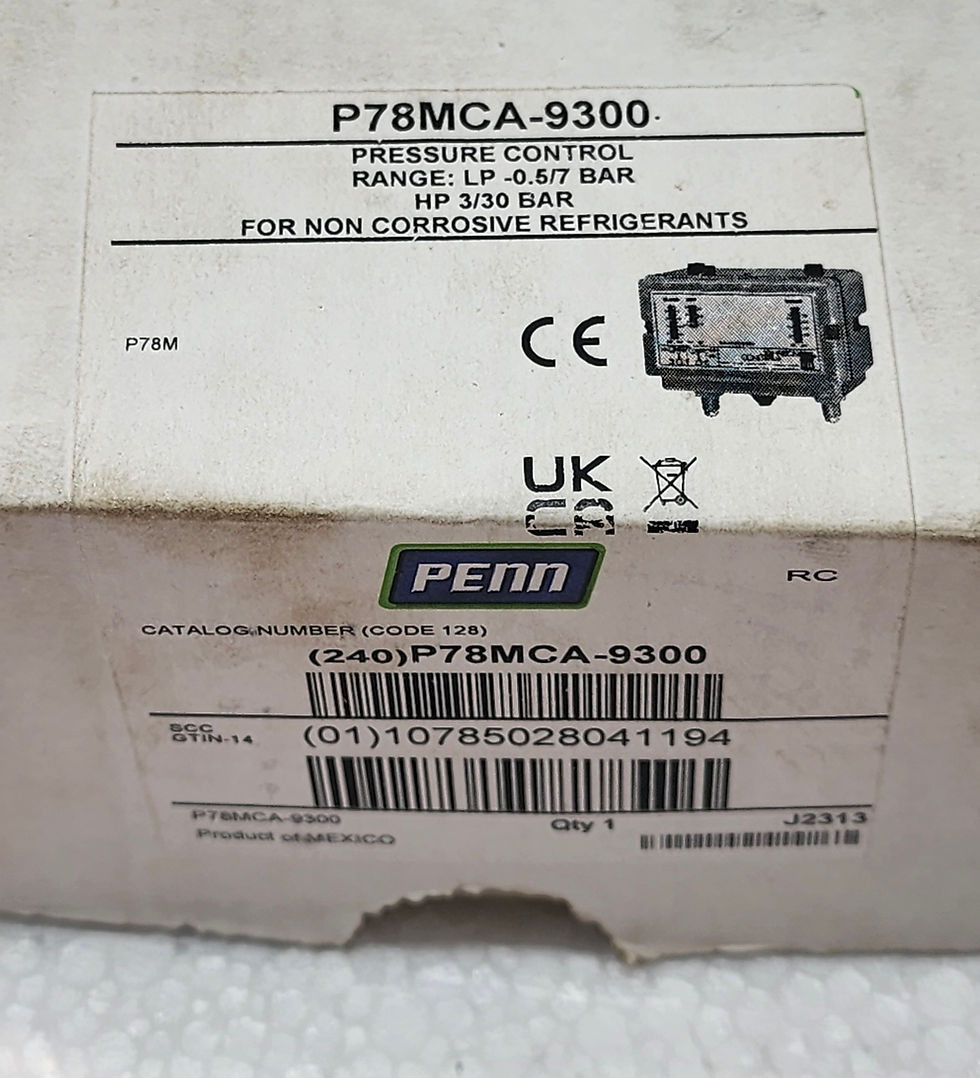 P78MCA-9300
PRESSURE CONTROL
RANGE: LP -0.5/7 BAR
HP 3/30 BAR
FOR NON CORROSIVE REFRIGERANTS
P78M
CE
UK
CA
PENN
RC
CATALOG NUMBER (CODE 128)
(240)P78MCA-9300
SCC
GTIN-14
(01)10785028041194
P78MCA-9300
Qty 1
J2313
Product of MEXICO